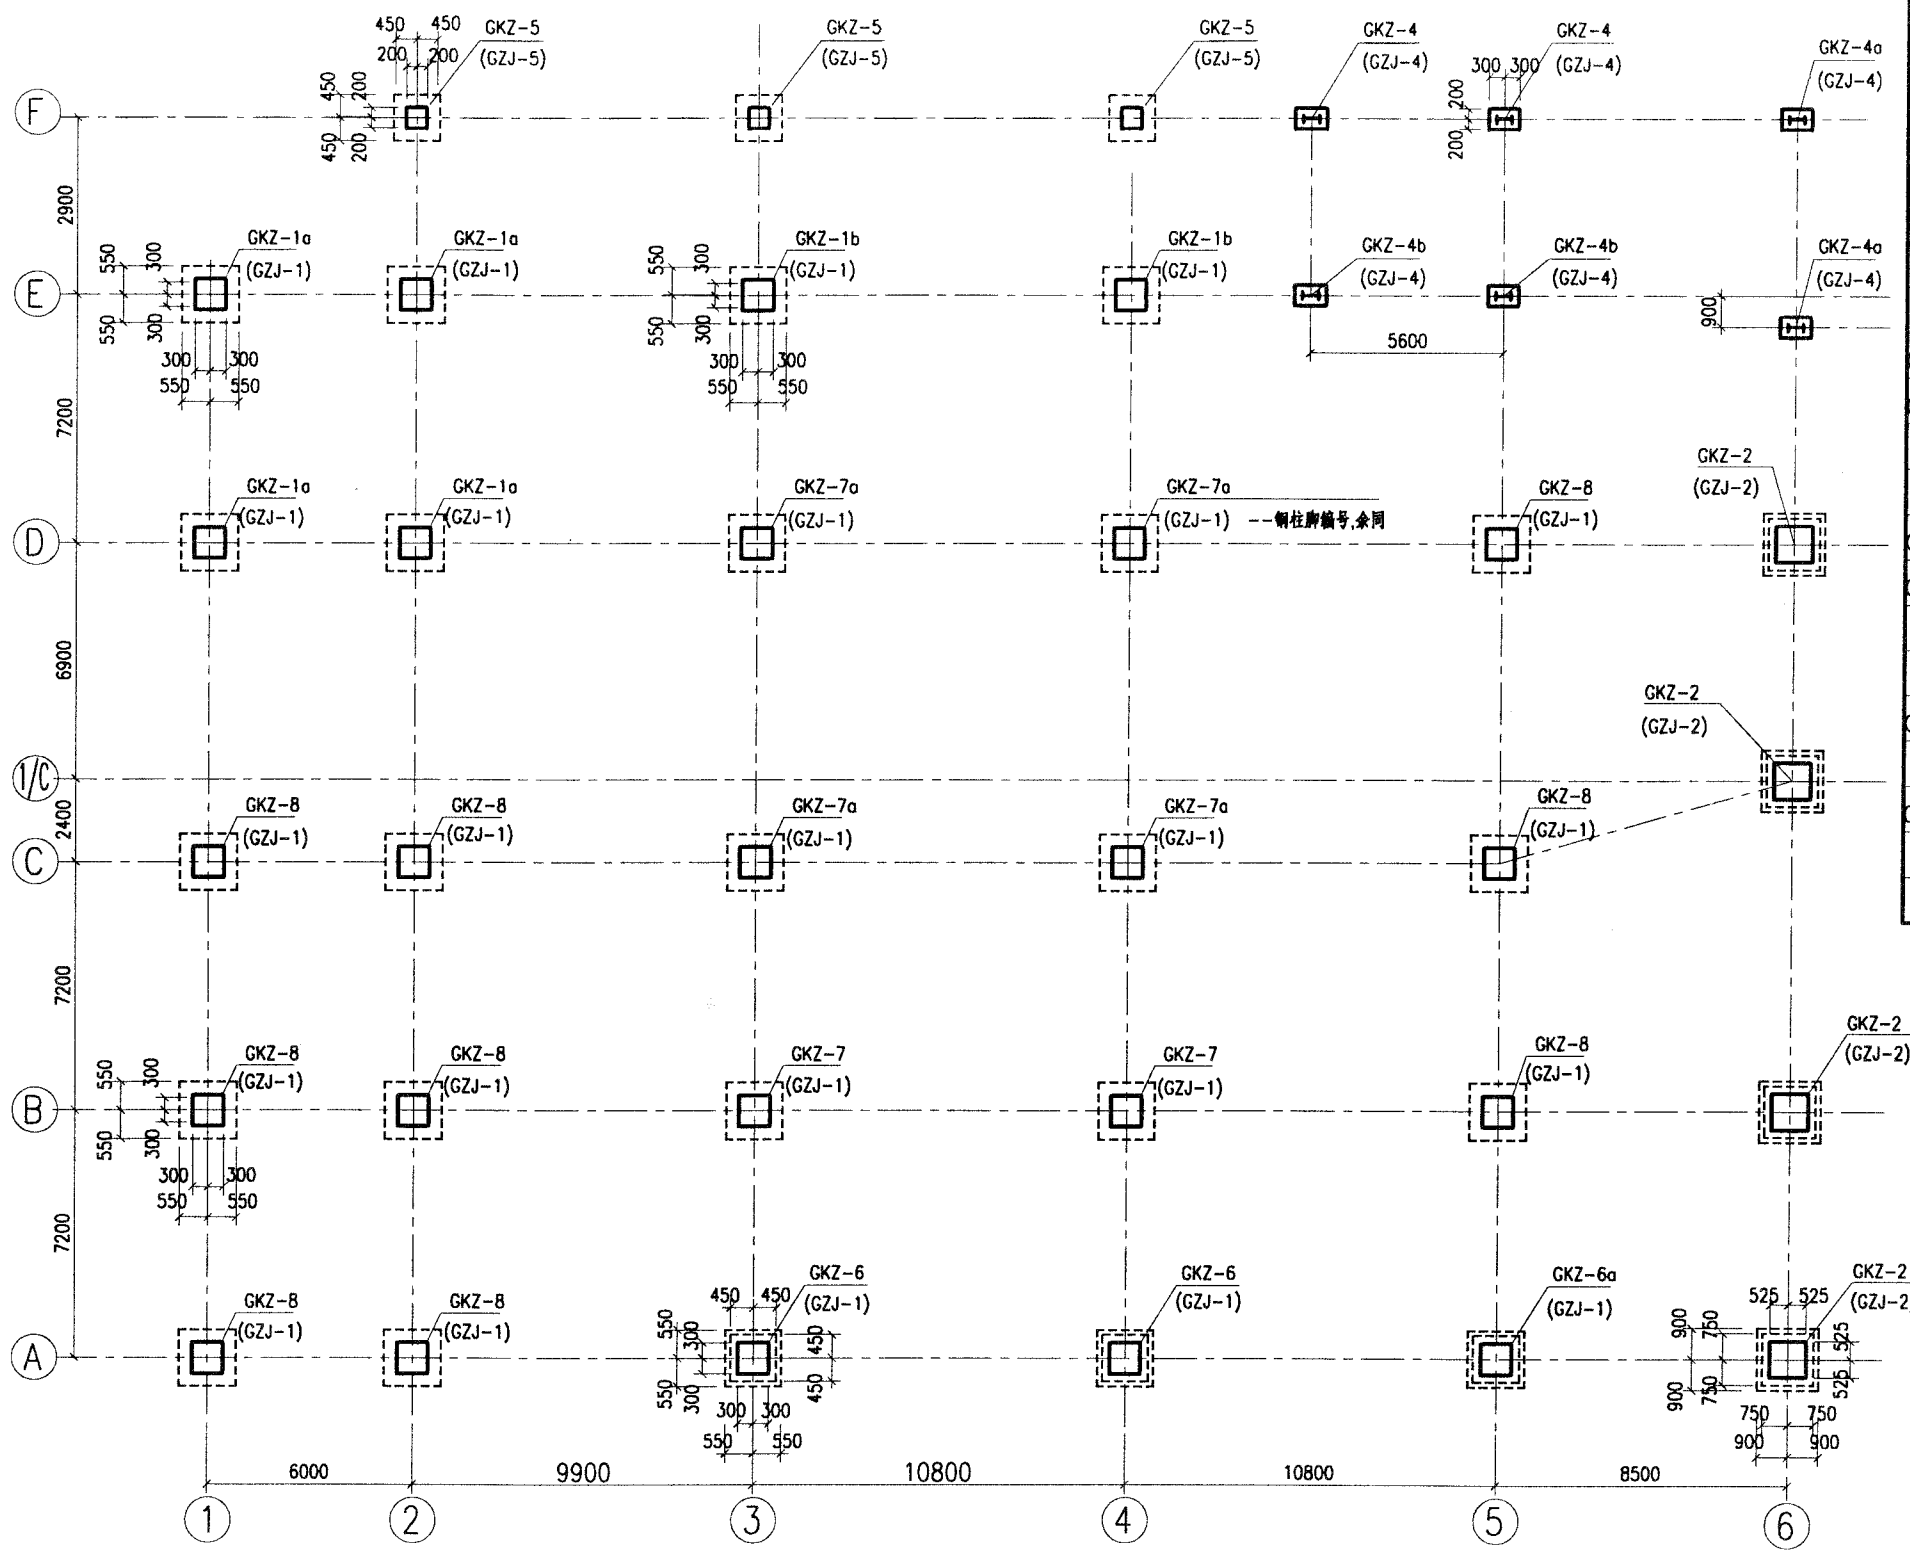 450 450 GKZ-5 GKZ-5 GKZ-5 GKZ-4 GKZ-4 GKZ-4a
200 200 (GZJ-5) (GZJ-5) (GZJ-5) (GZJ-4) 300 300 (GZJ-4) (GZJ-4)
450 200 200
F
450 200 200
2900
GKZ-1a GKZ-1a GKZ-1b GKZ-1b GKZ-4b GKZ-4b GKZ-4a
550 300 (GZJ-1) (GZJ-1) 550 300 (GZJ-1) (GZJ-1) (GZJ-4) (GZJ-4) (GZJ-4)
E
550 300 550 300 900
300 300 300 300 5600
550 550 550 550
7200
GKZ-1a GKZ-1a GKZ-7a GKZ-7a GKZ-8 GKZ-2
(GZJ-1) (GZJ-1) (GZJ-1) (GZJ-1) --钢柱脚编号,余同 (GZJ-1) (GZJ-2)
D
6900
GKZ-2
(GZJ-2)
1/C
2400
GKZ-8 GKZ-8 GKZ-7a GKZ-7a GKZ-8
(GZJ-1) (GZJ-1) (GZJ-1) (GZJ-1) (GZJ-1)
C
7200
GKZ-8 GKZ-8 GKZ-7 GKZ-7 GKZ-8 GKZ-2
550 300 (GZJ-1) (GZJ-1) (GZJ-1) (GZJ-1) (GZJ-1) (GZJ-2)
B
550 300
300 300
550 550
7200
GKZ-8 GKZ-8 GKZ-6 GKZ-6 GKZ-6a GKZ-2
(GZJ-1) (GZJ-1) 450 450 (GZJ-1) (GZJ-1) (GZJ-1) 525 525 (GZJ-2
550 300 450 900 750 525
A
550 300 450 900 750 525
300 300 750 750
550 550 900 900
6000 9900 10800 10800 8500
1 2 3 4 5 6